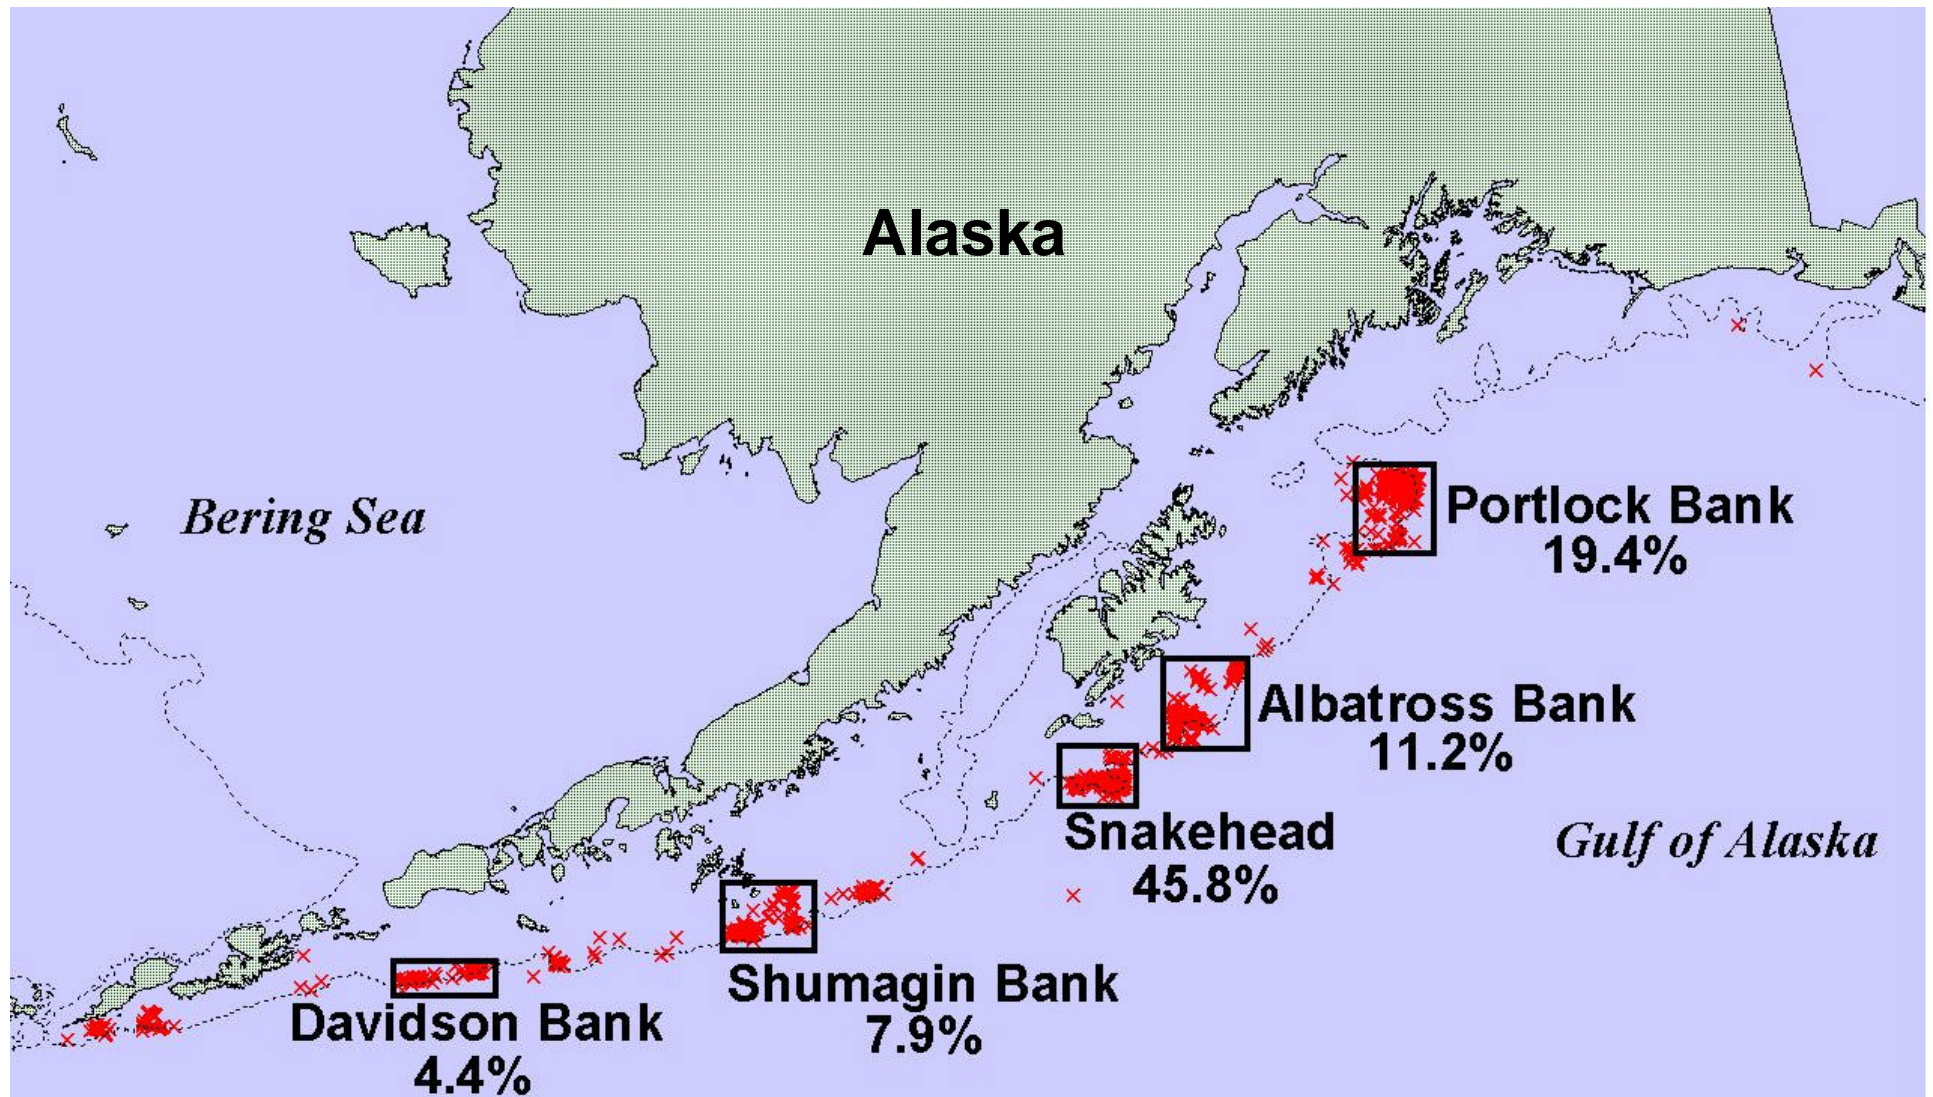 Alaska
Bering Sea
Portlock Bank
19.4%
Albatross Bank
11.2%
Snakehead
45.8%
Gulf of Alaska
Shumagin Bank
7.9%
Davidson Bank
4.4%